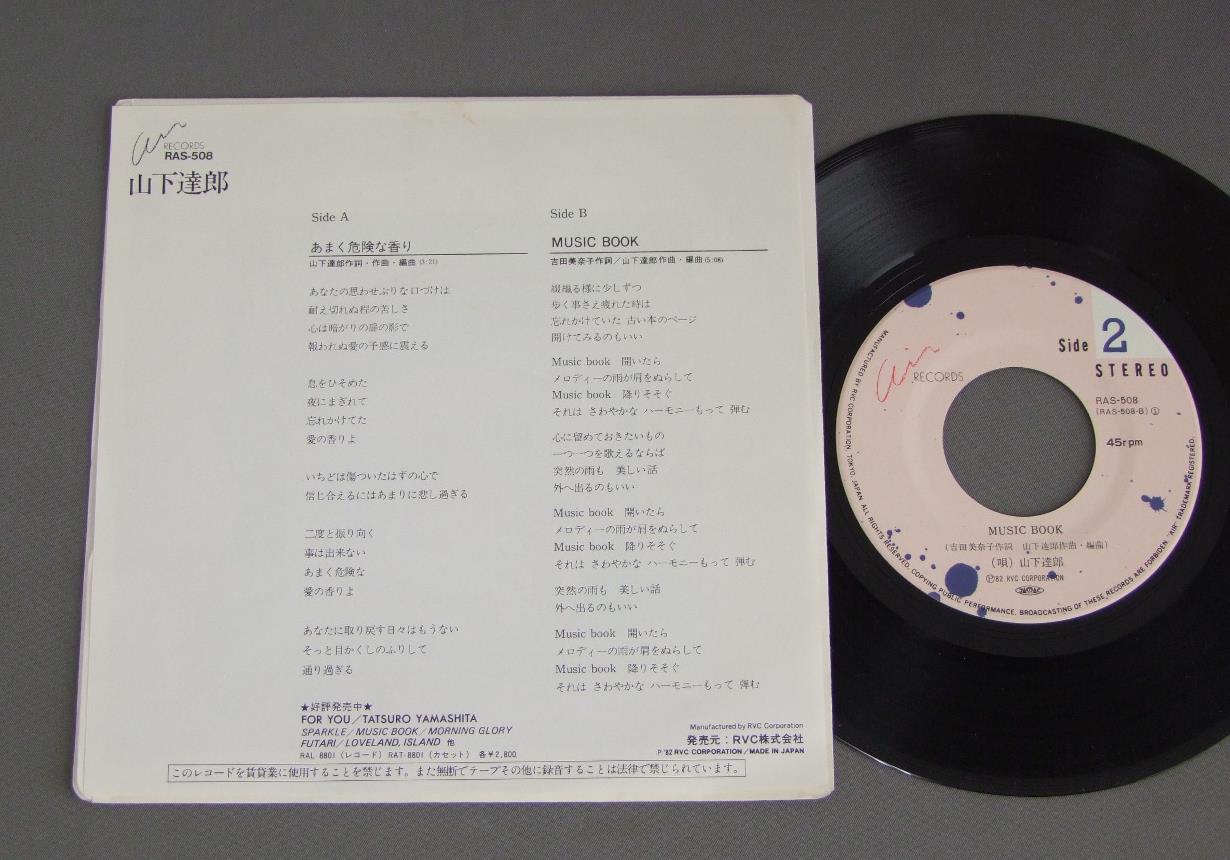 air RECORDS
RAS-508
山下達郎
Side A
あまく危険な香り
山下達郎作詞・作曲・編曲(3:21)
あなたの思わせぶりな口づけは
耐え切れぬ程の苦しさ
心は暗がりの扉の影で
報われぬ愛の予感に震える
息をひそめた
夜にまぎれて
忘れかけてた
愛の香りよ
いちどは傷ついたはずの心で
信じ合えるにはあまりに悲し過ぎる
二度と振り向く
事は出来ない
あまく危険な
愛の香りよ
あなたに取り戻す日々はもうない
そっと目かくしのふりして
通り過ぎる
Side B
MUSIC BOOK
吉田美奈子作詞/山下達郎作曲・編曲(5:08)
綴織る様に少しずつ
歩く事さえ疲れた時は
忘れかけていた 古い本のページ
開けてみるのもいい
Music book 開いたら
メロディーの雨が肩をぬらして
Music book 降りそそぐ
それは さわやかな ハーモニーもって 弾む
心に留めておきたいもの
一つ一つを歌えるならば
突然の雨も 美しい話
外へ出るのもいい
Music book 開いたら
メロディーの雨が肩をぬらして
Music book 降りそそぐ
それは さわやかな ハーモニーもって 弾む
突然の雨も 美しい話
外へ出るのもいい
Music book 開いたら
メロディーの雨が肩をぬらして
Music book 降りそそぐ
それは さわやかな ハーモニーもって 弾む
★好評発売中★
FOR YOU/TATSURO YAMASHITA
SPARKLE/MUSIC BOOK/MORNING GLORY
FUTARI/LOVELAND, ISLAND 他
RAL-8801 (レコード) RAT-8801 (カセット) 各¥2,800
Manufactured by RVC Corporation
発売元:RVC株式会社
P '82 RVC CORPORATION/MADE IN JAPAN
このレコードを賃貸業に使用することを禁じます。また無断でテープその他に録音することは法律で禁じられています。
air RECORDS
Side 2
STEREO
RAS-508
(RAS-508-B) ①
45rpm
MUSIC BOOK
(吉田美奈子作詞 山下達郎作曲・編曲)
(唄) 山下達郎
Ⓟ'82 RVC CORPORATION
JASRAC
MANUFACTURED BY RVC CORPORATION, TOKYO, JAPAN. ALL RIGHTS RESERVED. COPYING PUBLIC PERFORMANCE, BROADCASTING OF THESE RECORDS ARE FORBIDDEN. "AIR" TRADEMARK REGISTERED.